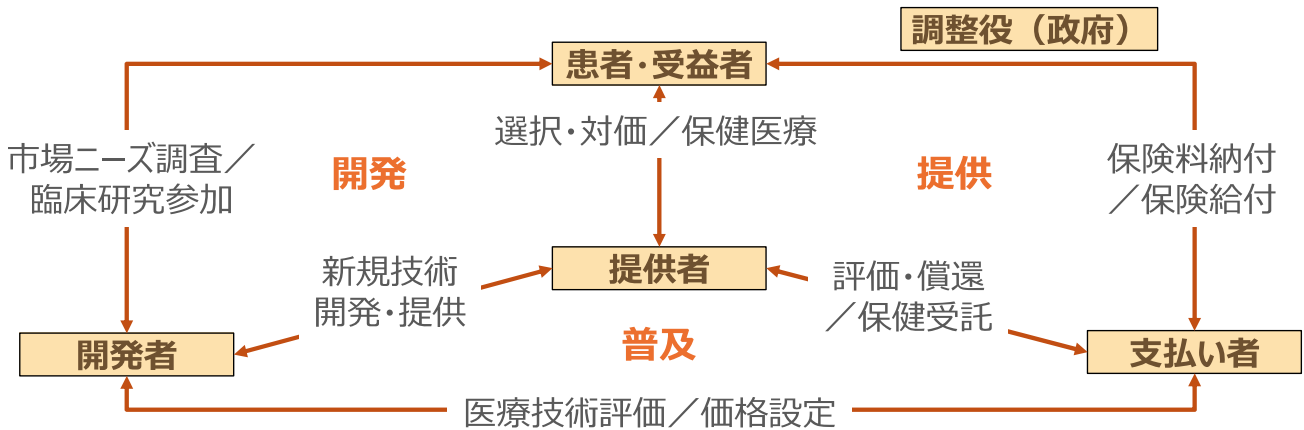 調整役（政府）
患者・受益者
選択・対価／保健医療
市場ニーズ調査／
臨床研究参加
開発
提供
保険料納付
／保険給付
新規技術
開発・提供
提供者
評価・償還
／保健受託
普及
開発者
支払い者
医療技術評価／価格設定